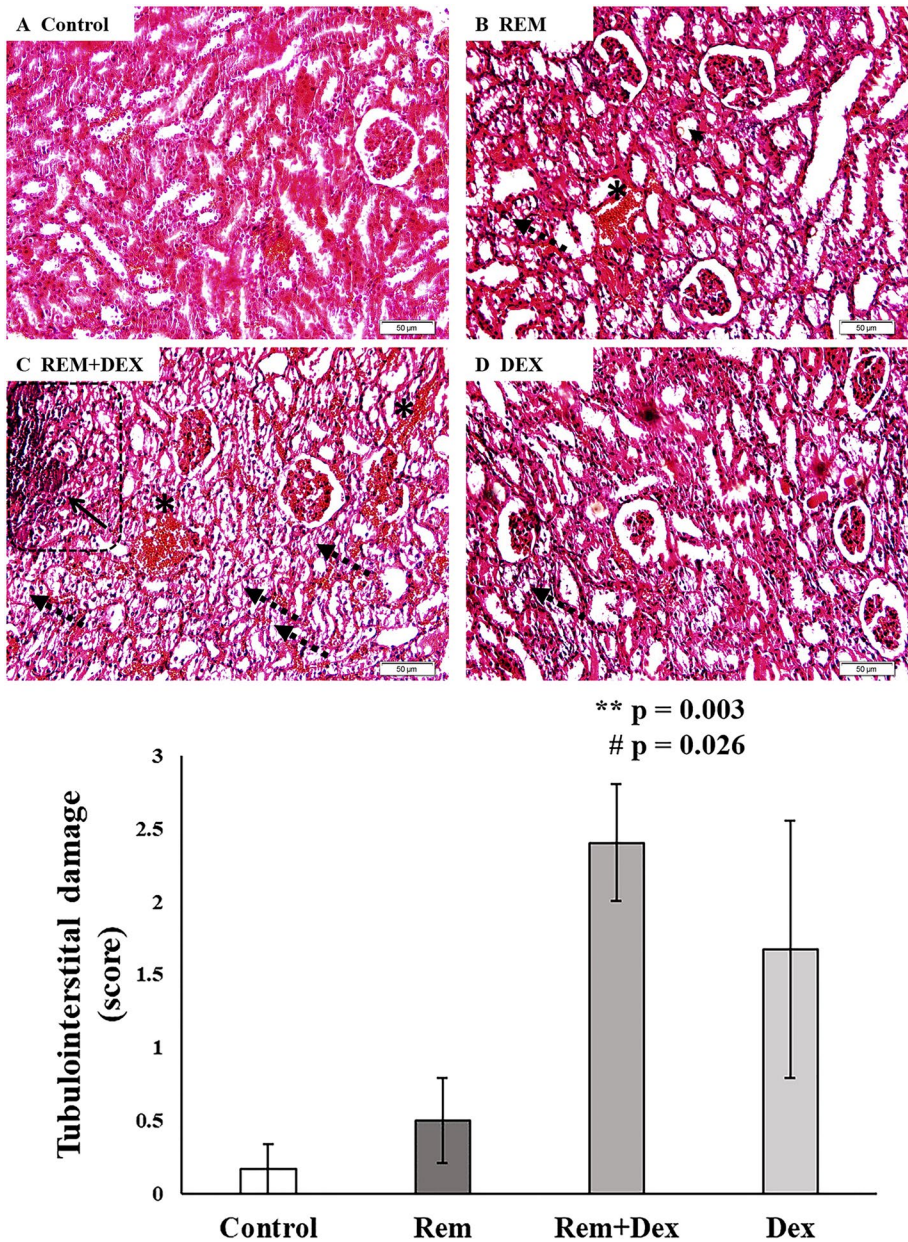 A Control
B REM
50 µm
50 µm
C REM+DEX
D DEX
50 µm
50 µm
** p = 0.003
# p = 0.026
3
2.5
2
1.5
1
0.5
0
Tubulointerstital damage
(score)
Control
Rem
Rem+Dex
Dex